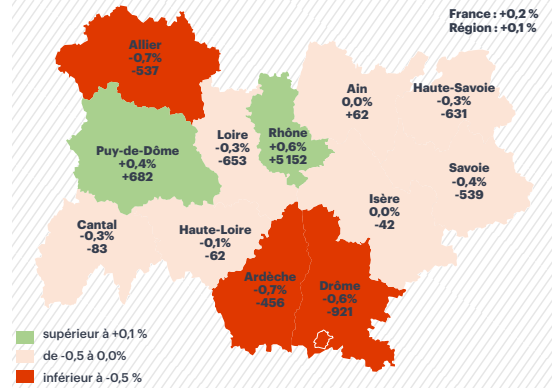 France : +0,2 %
Région : +0,1 %
Allier
-0,7%
-537
Ain
0,0%
+62
Haute-Savoie
-0,3%
-631
Loire
-0,3%
-653
Rhône
+0,6%
+5 152
Puy-de-Dôme
+0,4%
+682
Savoie
-0,4%
-539
Isère
0,0%
-42
Cantal
-0,3%
-83
Haute-Loire
-0,1%
-62
Ardèche
-0,7%
-456
Drôme
-0,6%
-921
supérieur à +0,1 %
de -0,5 à 0,0%
inférieur à -0,5 %